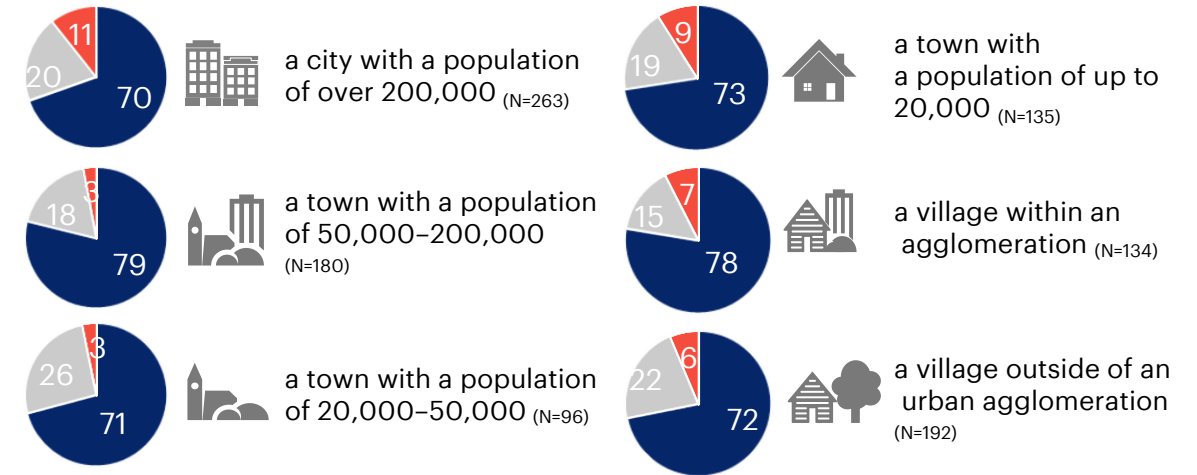 11
20
70
a city with a population
of over 200,000 (N=263)
3
18
79
a town with a population
of 50,000–200,000
(N=180)
3
26
71
a town with a population
of 20,000–50,000 (N=96)
9
19
73
a town with
a population of up to
20,000 (N=135)
7
15
78
a village within an
agglomeration (N=134)
6
22
72
a village outside of an
urban agglomeration
(N=192)